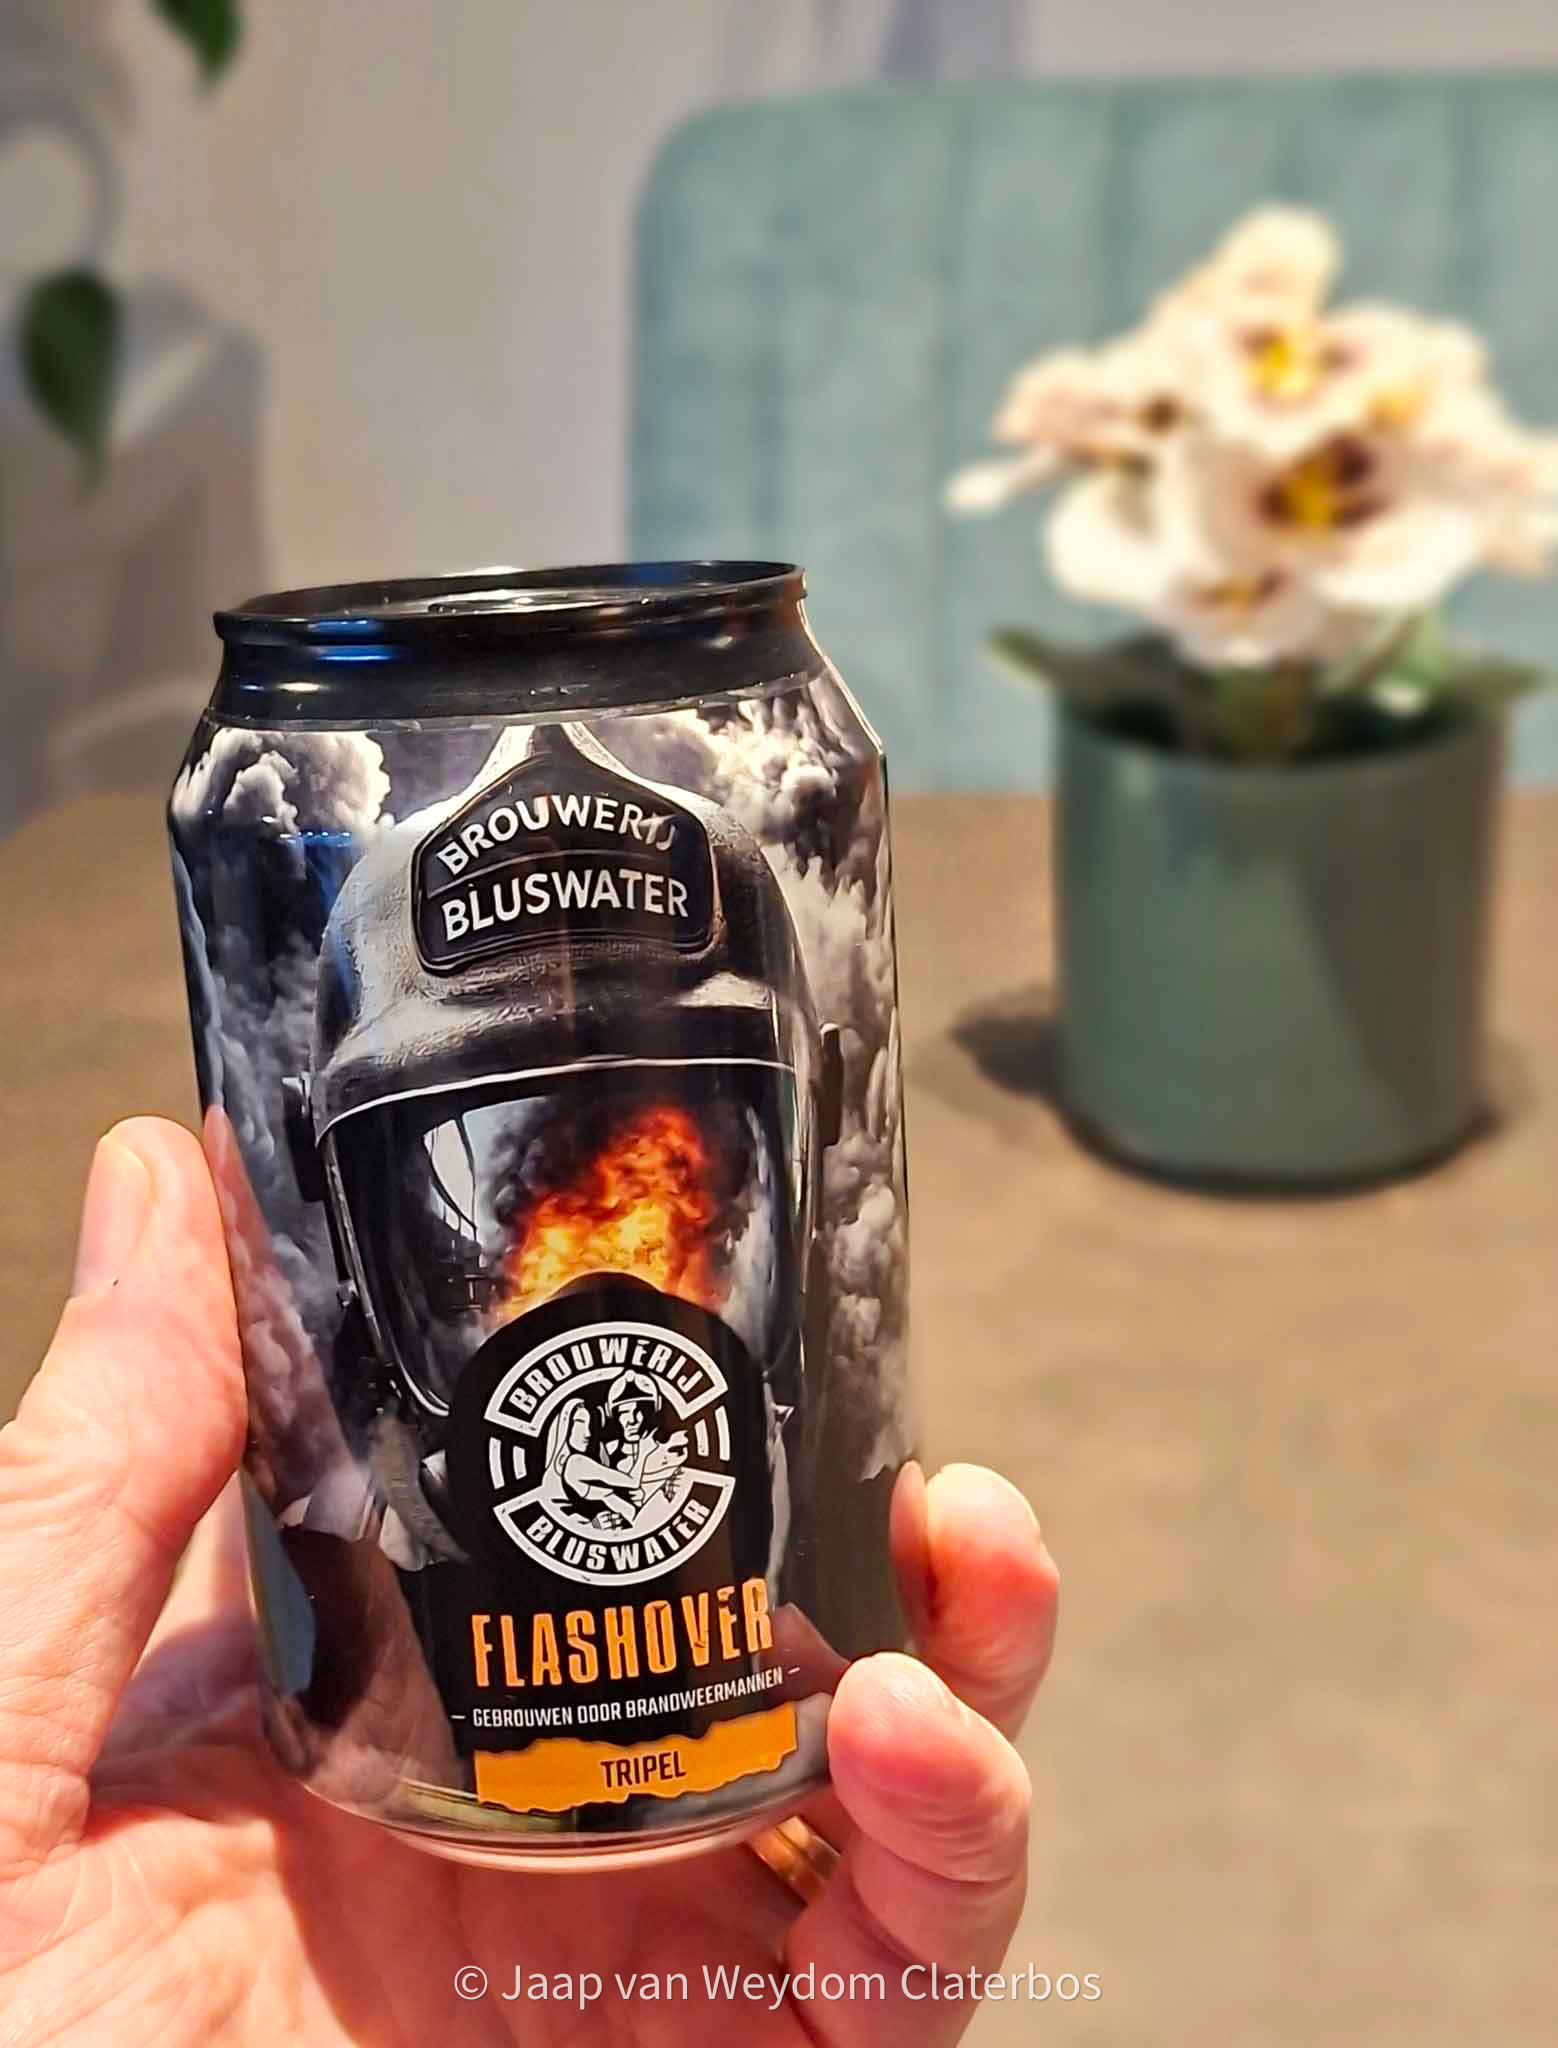 BROUWERIJ
BLUSWATER
BROUWERIJ
BLUSWATER
FLASHOVER
– GEBROUWEN DOOR BRANDWEERMANNEN –
TRIPEL
© Jaap van Weydom Claterbos